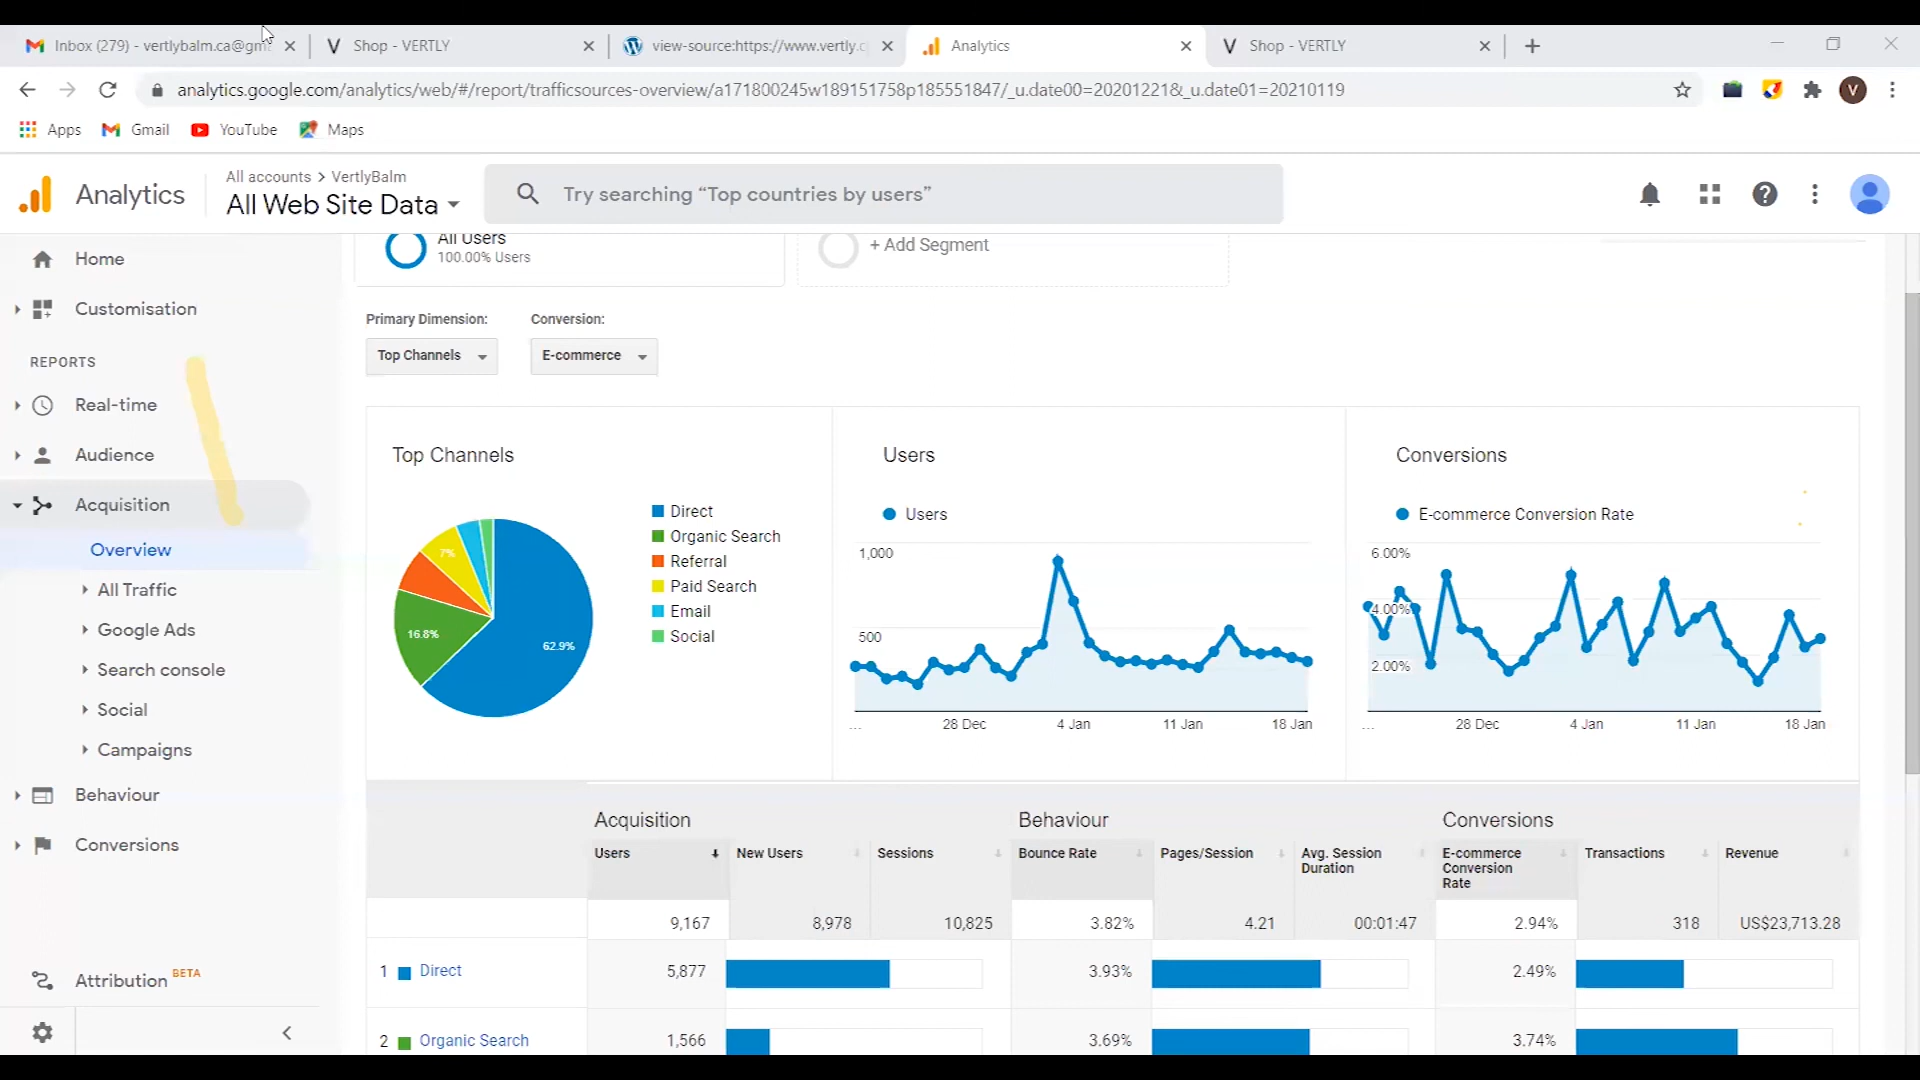 Inbox (279) - vertlybalm.ca@gm
Shop - VERTLY
view-source:https://www.vertly.c
Analytics
Shop - VERTLY
analytics.google.com/analytics/web/#/report/trafficsources-overview/a171800245w189151758p185551847/_u.date00=20201221&_u.date01=20210119
V
Apps
Gmail
YouTube
Maps
Analytics
All accounts > VertlyBalm
All Web Site Data
Try searching “Top countries by users”
Home
Customisation
REPORTS
Real-time
Audience
Acquisition
Overview
All Traffic
Google Ads
Search console
Social
Campaigns
Behaviour
Conversions
Attribution BETA
All Users
100.00% Users
+ Add Segment
Primary Dimension:
Conversion:
Top Channels
E-commerce
Top Channels
Direct
Organic Search
Referral
Paid Search
Email
Social
7%
16.8%
62.9%
Users
Users
1,000
500
... 28 Dec 4 Jan 11 Jan 18 Jan
Conversions
E-commerce Conversion Rate
6.00%
4.00%
2.00%
... 28 Dec 4 Jan 11 Jan 18 Jan
Acquisition Behaviour Conversions
Users New Users Sessions Bounce Rate Pages/Session Avg. Session Duration E-commerce Conversion Rate Transactions Revenue
9,167 8,978 10,825 3.82% 4.21 00:01:47 2.94% 318 US$23,713.28
1 Direct 5,877 3.93% 2.49%
2 Organic Search 1,566 3.69% 3.74%